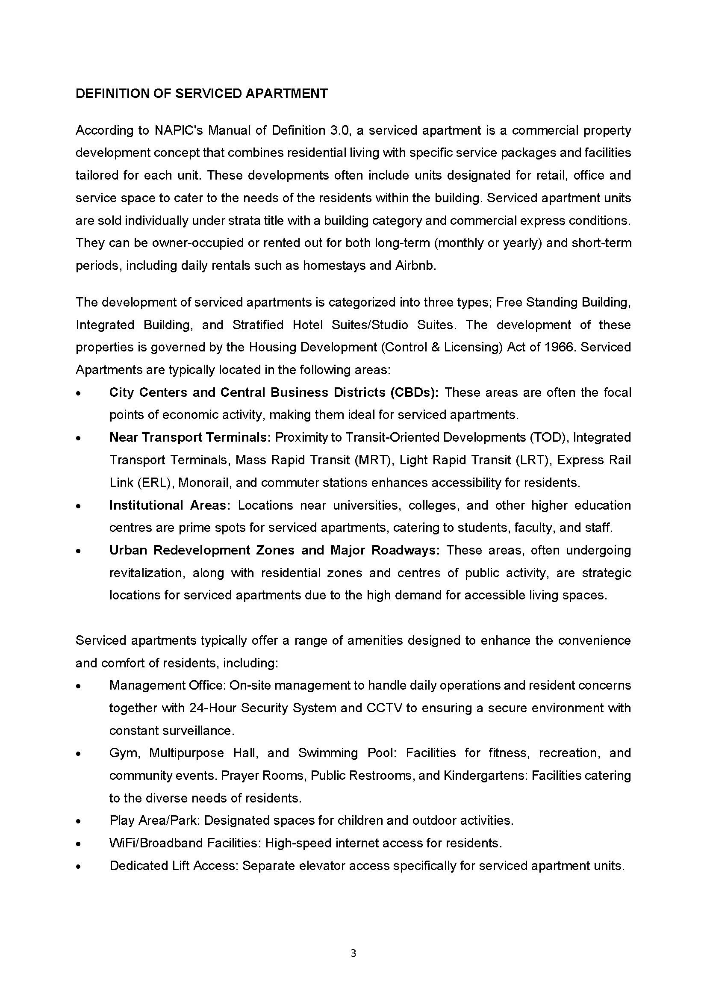 DEFINITION OF SERVICED APARTMENT
According to NAPIC's Manual of Definition 3.0, a serviced apartment is a commercial property
development concept that combines residential living with specific service packages and facilities
tailored for each unit. These developments often include units designated for retail, office and
service space to cater to the needs of the residents within the building. Serviced apartment units
are sold individually under strata title with a building category and commercial express conditions.
They can be owner-occupied or rented out for both long-term (monthly or yearly) and short-term
periods, including daily rentals such as homestays and Airbnb.
The development of serviced apartments is categorized into three types; Free Standing Building,
Integrated Building, and Stratified Hotel Suites/Studio Suites. The development of these
properties is governed by the Housing Development (Control & Licensing) Act of 1966. Serviced
Apartments are typically located in the following areas:
• City Centers and Central Business Districts (CBDs): These areas are often the focal
points of economic activity, making them ideal for serviced apartments.
• Near Transport Terminals: Proximity to Transit-Oriented Developments (TOD), Integrated
Transport Terminals, Mass Rapid Transit (MRT), Light Rapid Transit (LRT), Express Rail
Link (ERL), Monorail, and commuter stations enhances accessibility for residents.
• Institutional Areas: Locations near universities, colleges, and other higher education
centres are prime spots for serviced apartments, catering to students, faculty, and staff.
• Urban Redevelopment Zones and Major Roadways: These areas, often undergoing
revitalization, along with residential zones and centres of public activity, are strategic
locations for serviced apartments due to the high demand for accessible living spaces.
Serviced apartments typically offer a range of amenities designed to enhance the convenience
and comfort of residents, including:
• Management Office: On-site management to handle daily operations and resident concerns
together with 24-Hour Security System and CCTV to ensuring a secure environment with
constant surveillance.
• Gym, Multipurpose Hall, and Swimming Pool: Facilities for fitness, recreation, and
community events. Prayer Rooms, Public Restrooms, and Kindergartens: Facilities catering
to the diverse needs of residents.
• Play Area/Park: Designated spaces for children and outdoor activities.
• WiFi/Broadband Facilities: High-speed internet access for residents.
• Dedicated Lift Access: Separate elevator access specifically for serviced apartment units.
3